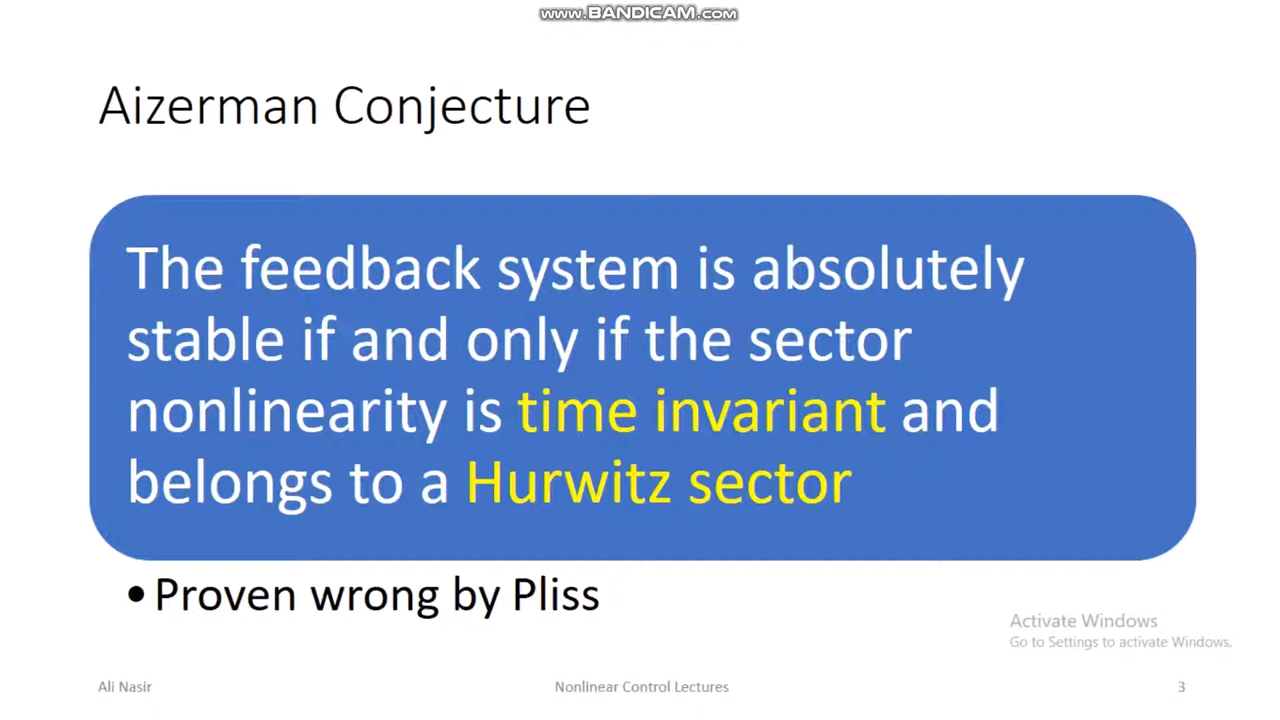 www.BANDICAM.com
Aizerman Conjecture
The feedback system is absolutely
stable if and only if the sector
nonlinearity is time invariant and
belongs to a Hurwitz sector
• Proven wrong by Pliss
Activate Windows
Go to Settings to activate Windows.
Ali Nasir
Nonlinear Control Lectures
3